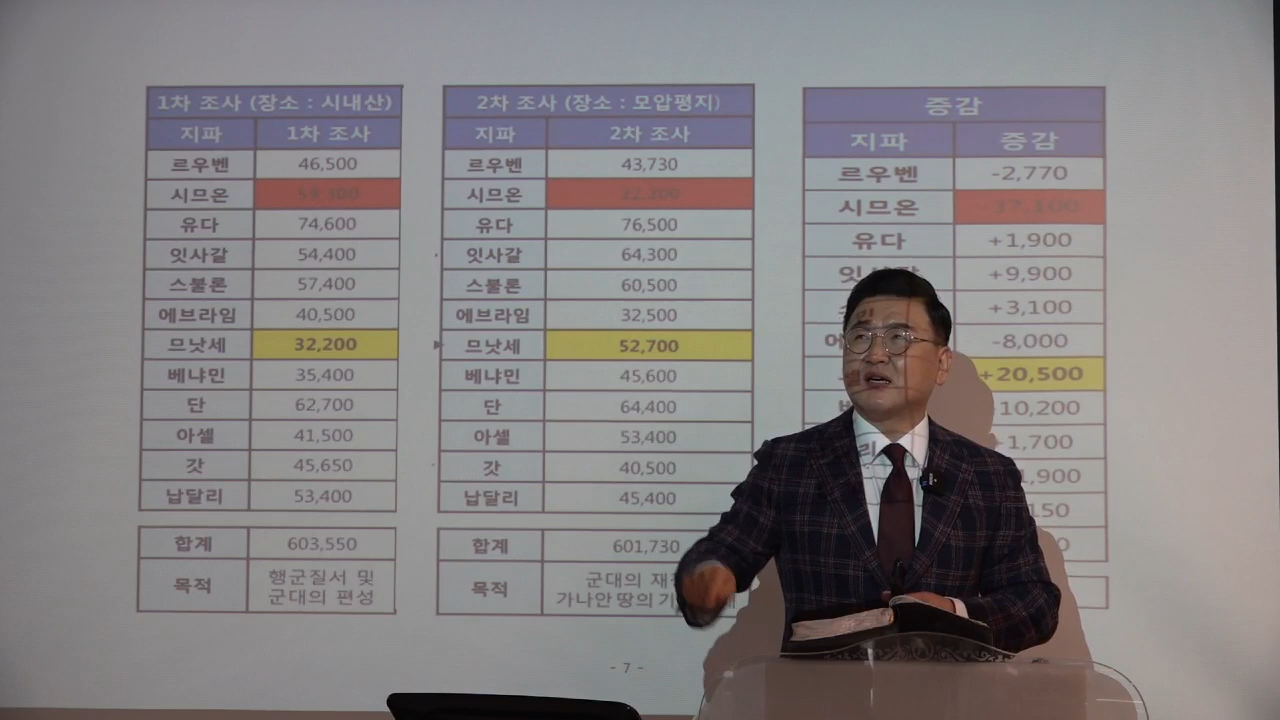 1차 조사 (장소 : 시내산)
지파 1차 조사
르우벤 46,500
시므온 59,300
유다 74,600
잇사갈 54,400
스불론 57,400
에브라임 40,500
므낫세 32,200
베냐민 35,400
단 62,700
아셀 41,500
갓 45,650
납달리 53,400
합계 603,550
목적 행군질서 및
군대의 편성
2차 조사 (장소 : 모압평지)
지파 2차 조사
르우벤 43,730
시므온 22,200
유다 76,500
잇사갈 64,300
스불론 60,500
에브라임 32,500
므낫세 52,700
베냐민 45,600
단 64,400
아셀 53,400
갓 40,500
납달리 45,400
합계 601,730
목적 군대의
가나안 땅의
증감
지파 증감
르우벤 -2,770
시므온 -37,100
유다 +1,900
+9,900
+3,100
-8,000
+20,500
10,200
+1,700
- 7 -